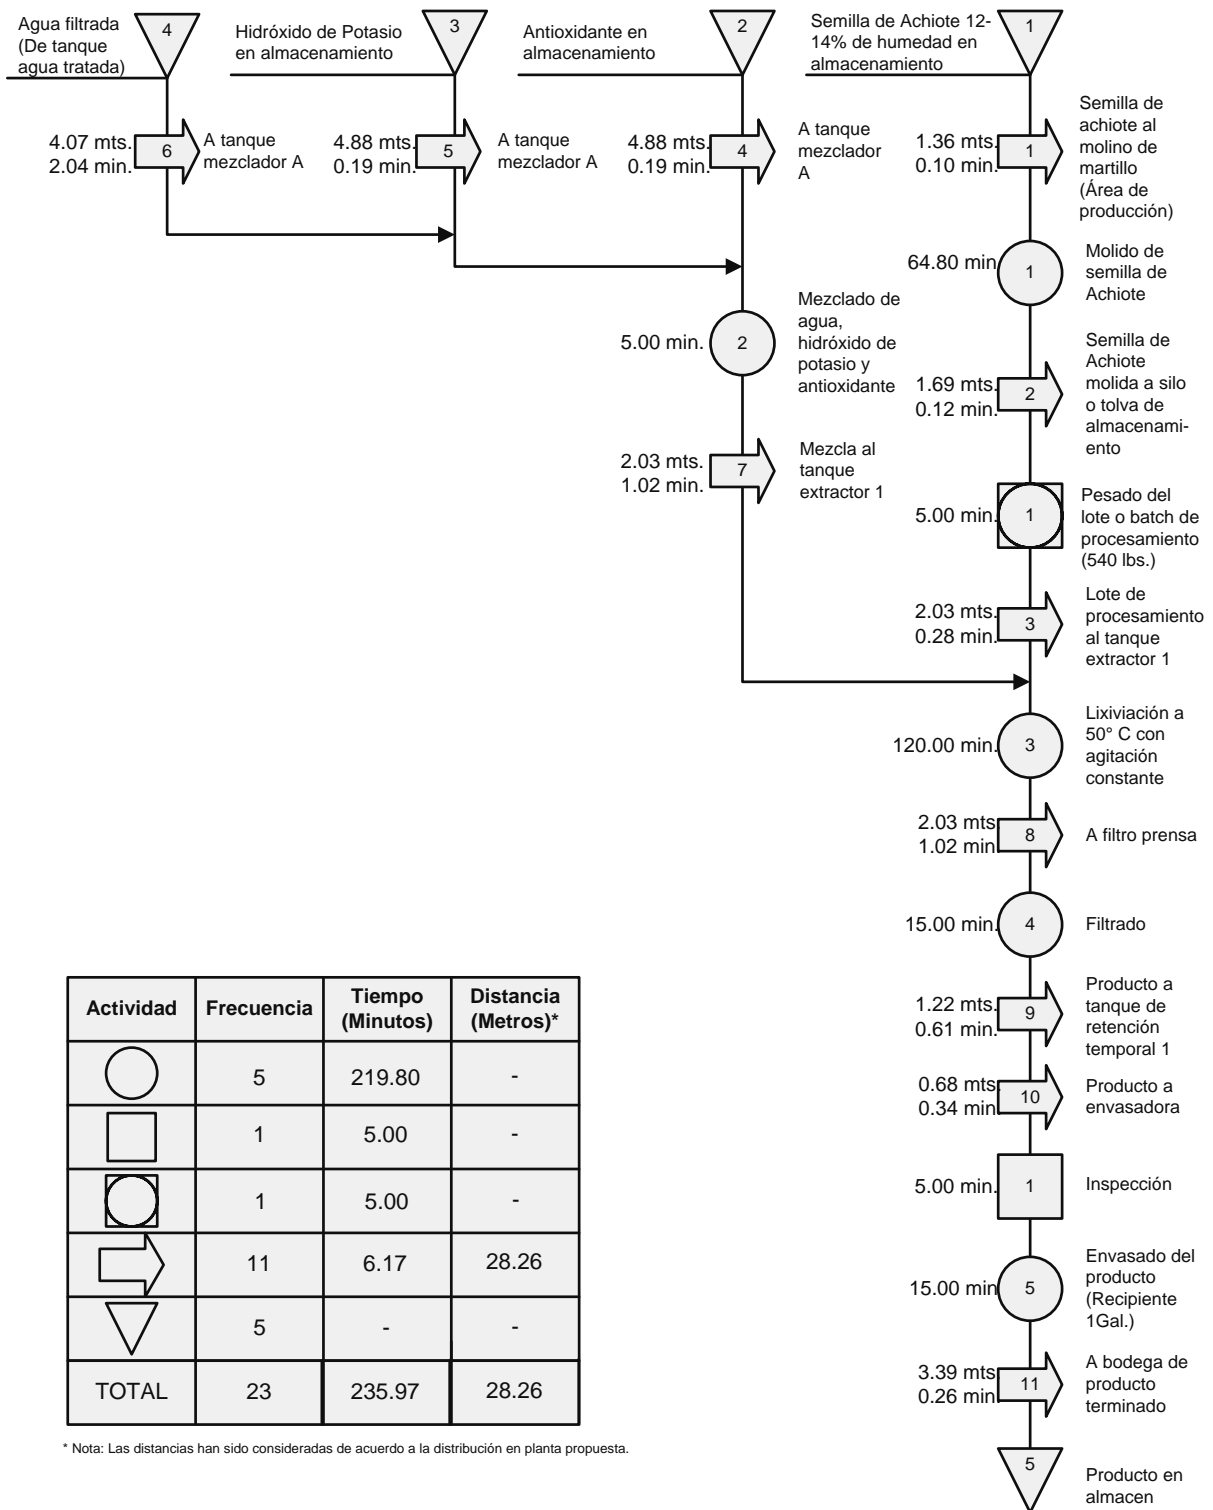 Agua filtrada
(De tanque
agua tratada)
4
Hidróxido de Potasio
en almacenamiento
3
Antioxidante en
almacenamiento
2
Semilla de Achiote 12-
14% de humedad en
almacenamiento
1
4.07 mts.
2.04 min.
6
A tanque
mezclador A
4.88 mts.
0.19 min.
5
A tanque
mezclador A
4.88 mts.
0.19 min.
4
A tanque
mezclador
A
1.36 mts.
0.10 min.
1
Semilla de
achiote al
molino de
martillo
(Área de
producción)
64.80 min
1
Molido de
semilla de
Achiote
5.00 min.
2
Mezclado de
agua,
hidróxido de
potasio y
antioxidante
1.69 mts.
0.12 min.
2
Semilla de
Achiote
molida a silo
o tolva de
almacenami-
ento
2.03 mts.
1.02 min.
7
Mezcla al
tanque
extractor 1
5.00 min.
1
Pesado del
lote o batch de
procesamiento
(540 lbs.)
2.03 mts.
0.28 min.
3
Lote de
procesamiento
al tanque
extractor 1
120.00 min.
3
Lixiviación a
50° C con
agitación
constante
2.03 mts
1.02 min
8
A filtro prensa
15.00 min.
4
Filtrado
1.22 mts.
0.61 min.
9
Producto a
tanque de
retención
temporal 1
0.68 mts.
0.34 min.
10
Producto a
envasadora
5.00 min.
1
Inspección
15.00 min
5
Envasado del
producto
(Recipiente
1Gal.)
3.39 mts.
0.26 min.
11
A bodega de
producto
terminado
5
Producto en
almacen
Actividad Frecuencia Tiempo (Minutos) Distancia (Metros)*
5 219.80 -
1 5.00 -
1 5.00 -
11 6.17 28.26
5 - -
TOTAL 23 235.97 28.26
* Nota: Las distancias han sido consideradas de acuerdo a la distribución en planta propuesta.